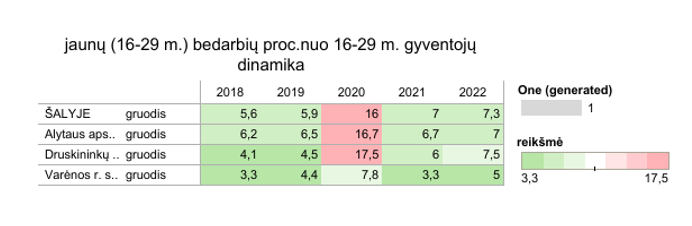 jaunų (16-29 m.) bedarbių proc.nuo 16-29 m. gyventojų
dinamika
2018 2019 2020 2021 2022
ŠALYJE gruodis 5,6 5,9 16 7 7,3
Alytaus aps.. gruodis 6,2 6,5 16,7 6,7 7
Druskininkų .. gruodis 4,1 4,5 17,5 6 7,5
Varėnos r. s.. gruodis 3,3 4,4 7,8 3,3 5
One (generated)
1
reikšmė
3,3 17,5